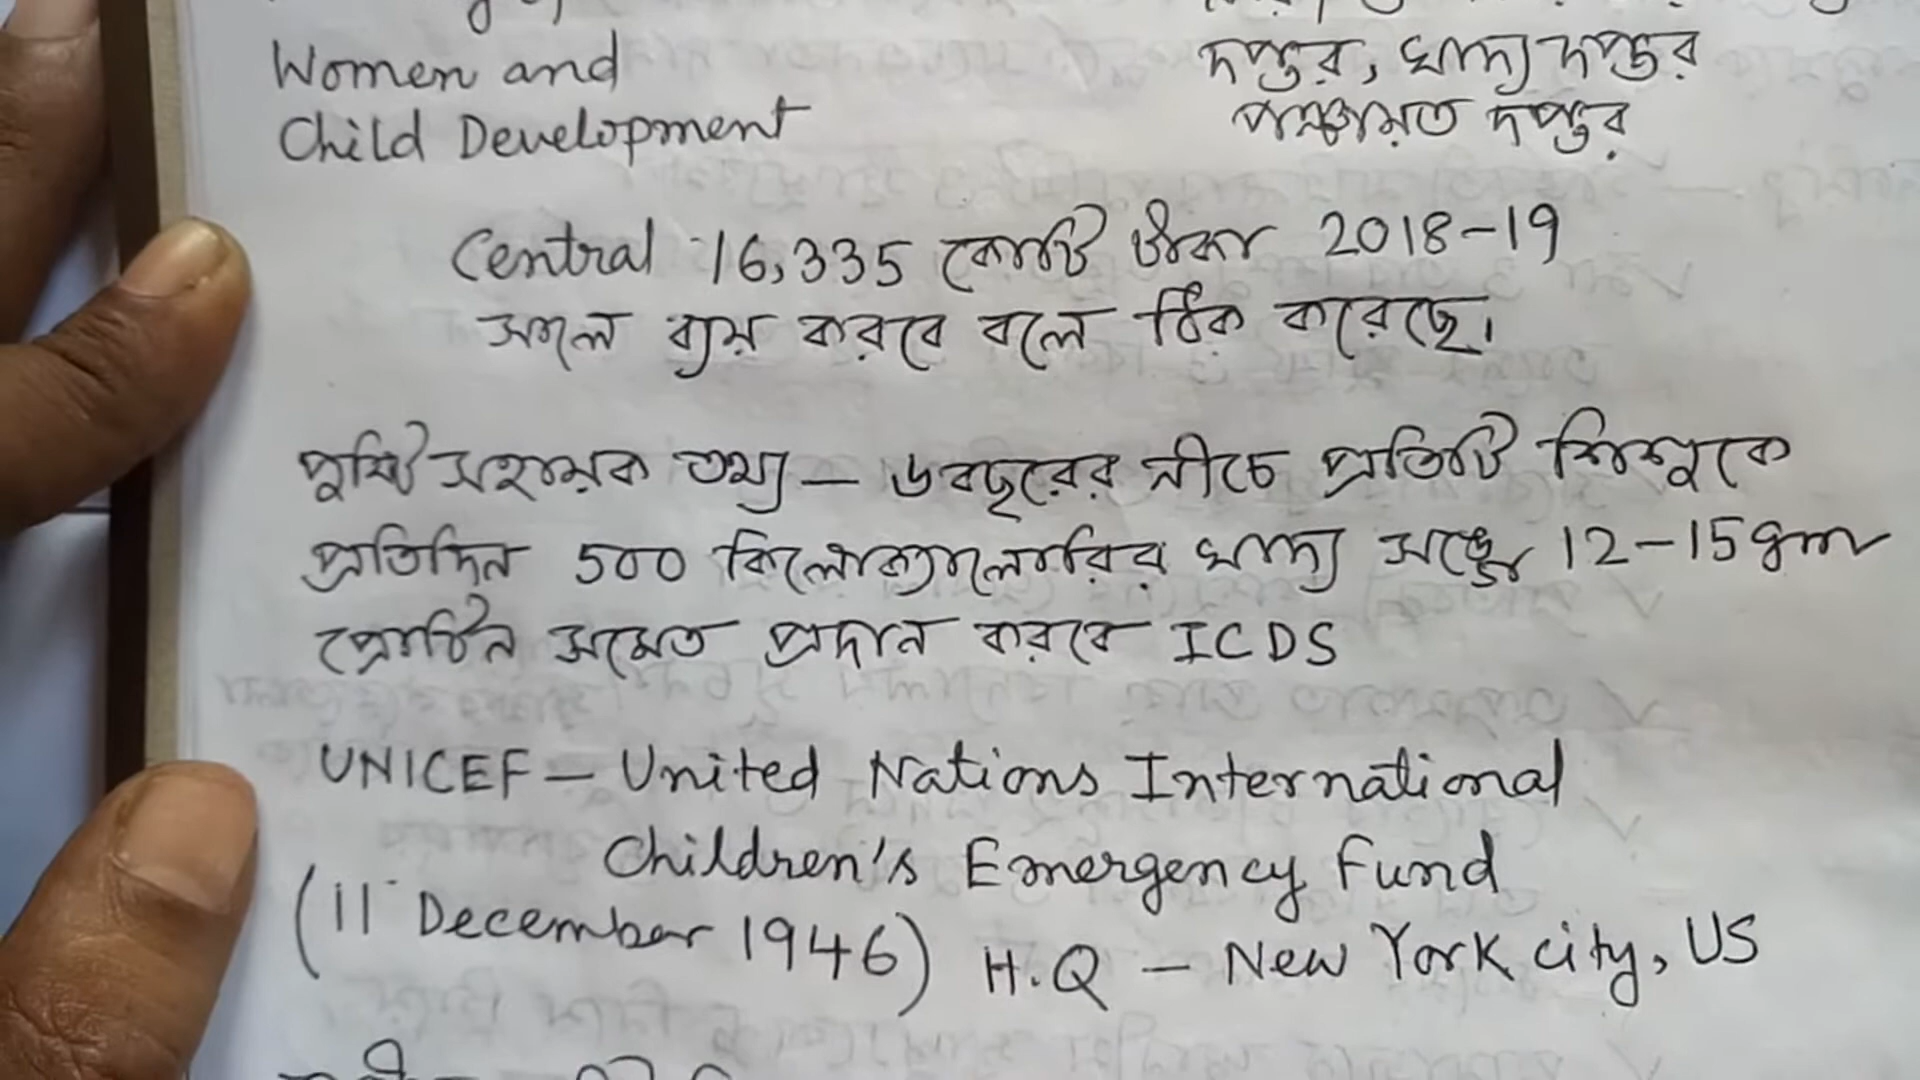 Women and
Child Development
দপ্তর, খাদ্য দপ্তর
পঞ্চায়েত দপ্তর
Central 16,335 কোটি টাকা 2018-19
সালে ব্যয় করবে বলে ঠিক করেছে।
পুষ্টি সহায়ক তথ্য – ৬বছরের নীচে প্রতিটি শিশুকে
প্রতিদিন 500 কিলোক্যালোরির খাদ্য সঙ্গে 12-15gm
প্রোটিন সমেত প্রদান করবে ICDS
UNICEF – United Nations International
Children's Emergency Fund
(11 December 1946) H.Q – New York city, US